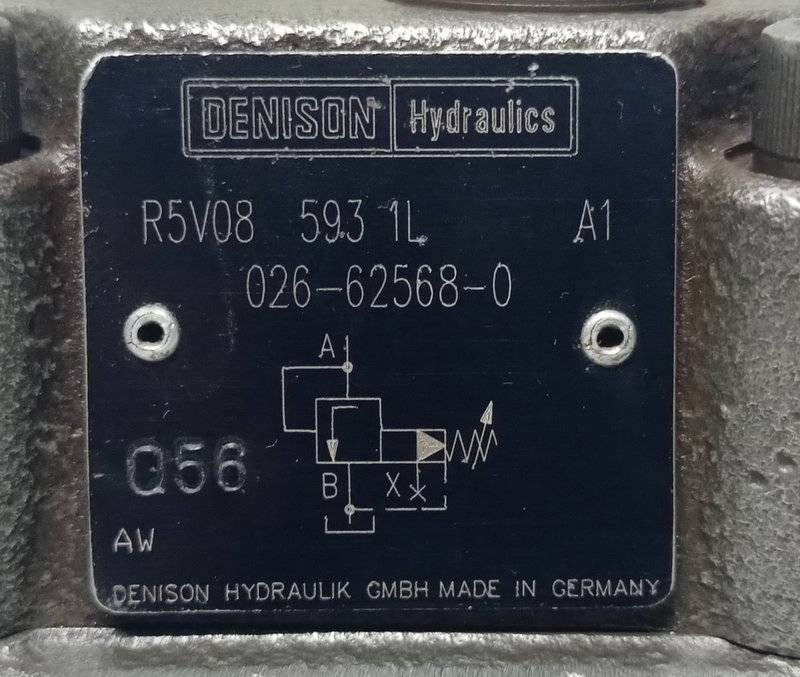 DENISON Hydraulics
R5V08 593 1L A1
026-62568-0
A
Q56
B X
AW
DENISON HYDRAULIK GMBH MADE IN GERMANY